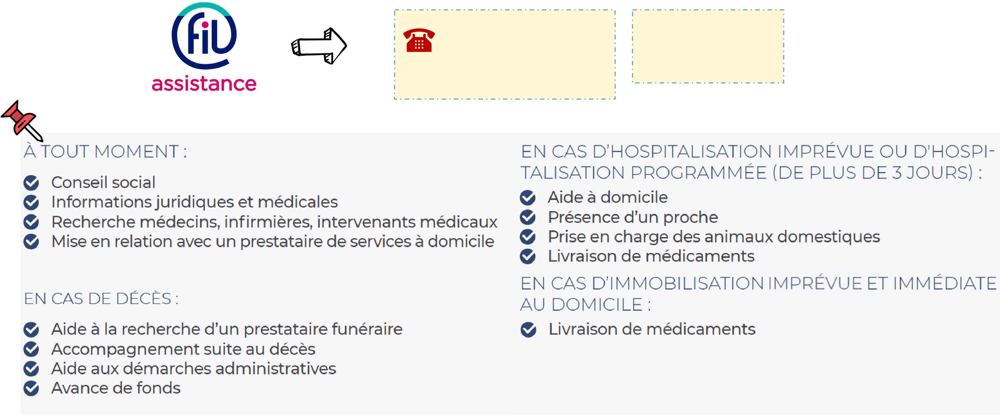 fil
assistance
À TOUT MOMENT :
Conseil social
Informations juridiques et médicales
Recherche médecins, infirmières, intervenants médicaux
Mise en relation avec un prestataire de services à domicile
EN CAS DE DÉCÈS :
Aide à la recherche d’un prestataire funéraire
Accompagnement suite au décès
Aide aux démarches administratives
Avance de fonds
EN CAS D’HOSPITALISATION IMPRÉVUE OU D'HOSPI-
TALISATION PROGRAMMÉE (DE PLUS DE 3 JOURS) :
Aide à domicile
Présence d’un proche
Prise en charge des animaux domestiques
Livraison de médicaments
EN CAS D’IMMOBILISATION IMPRÉVUE ET IMMÉDIATE
AU DOMICILE :
Livraison de médicaments